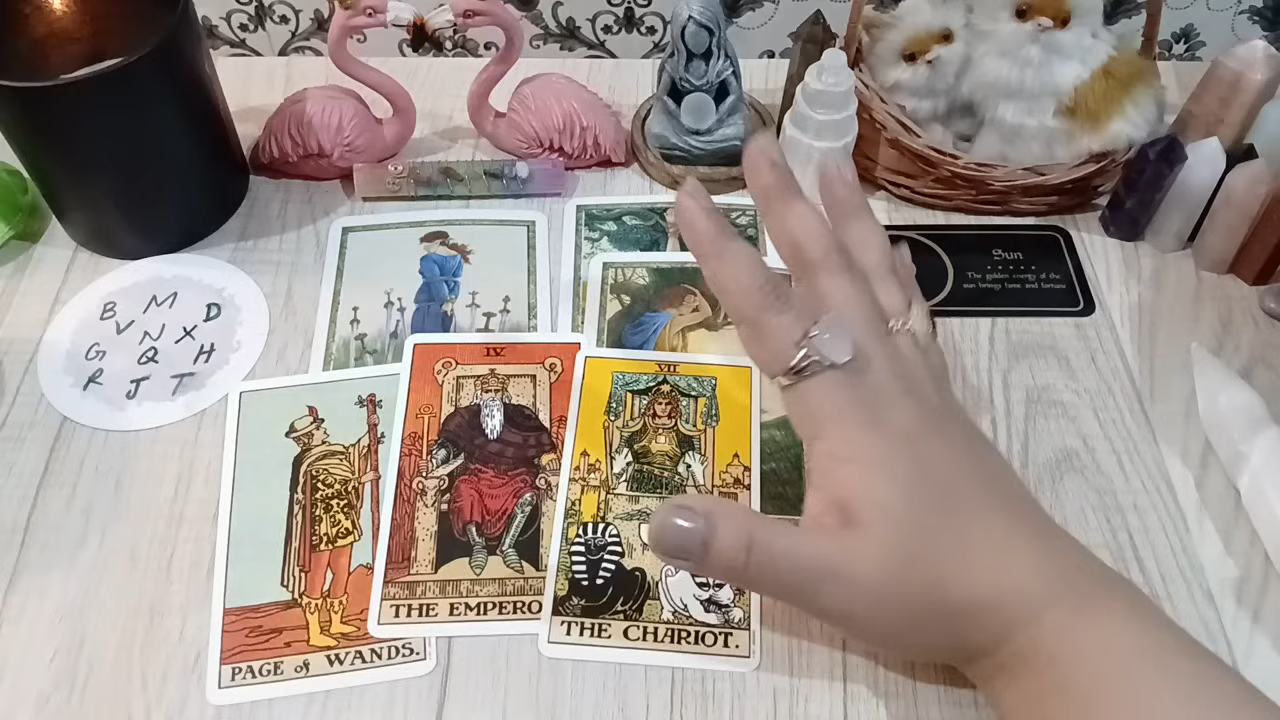 Sun
The golden energy of the
sun brings fame and fortune
B M D
V N X
G Q H
R J T
IV.
VII
PAGE of WANDS.
THE EMPERO
THE CHARIOT.